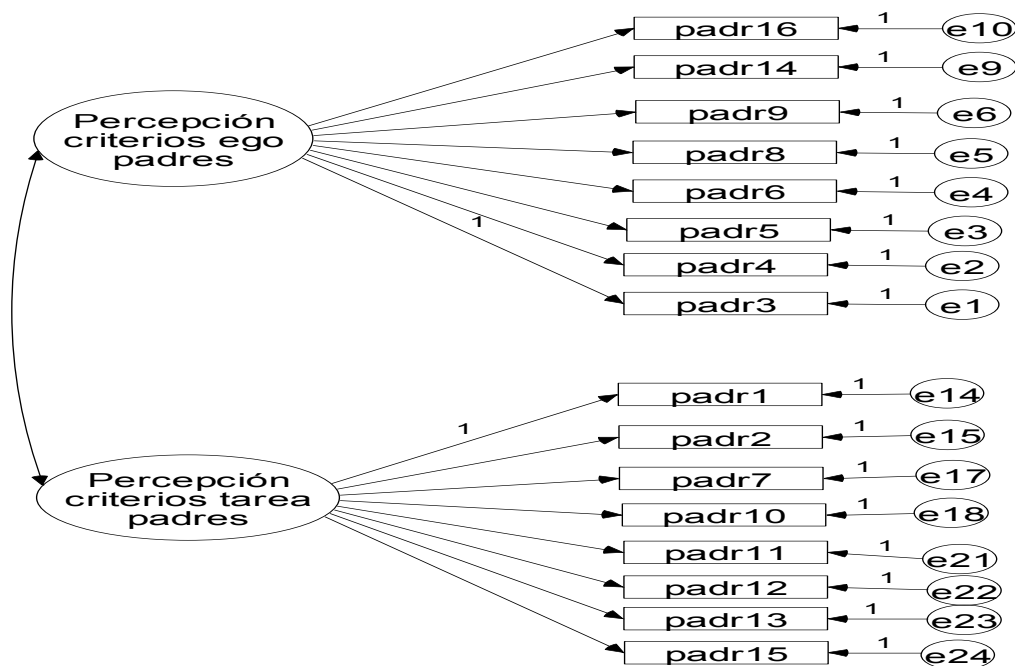 padr16 1 e10
padr14 1 e9
padr9 1 e6
padr8 1 e5
padr6 1 e4
padr5 1 e3
padr4 1 e2
padr3 1 e1
Percepción
criterios ego
padres
1
padr1 1 e14
padr2 1 e15
padr7 1 e17
padr10 1 e18
padr11 1 e21
padr12 1 e22
padr13 1 e23
padr15 1 e24
1
Percepción
criterios tarea
padres